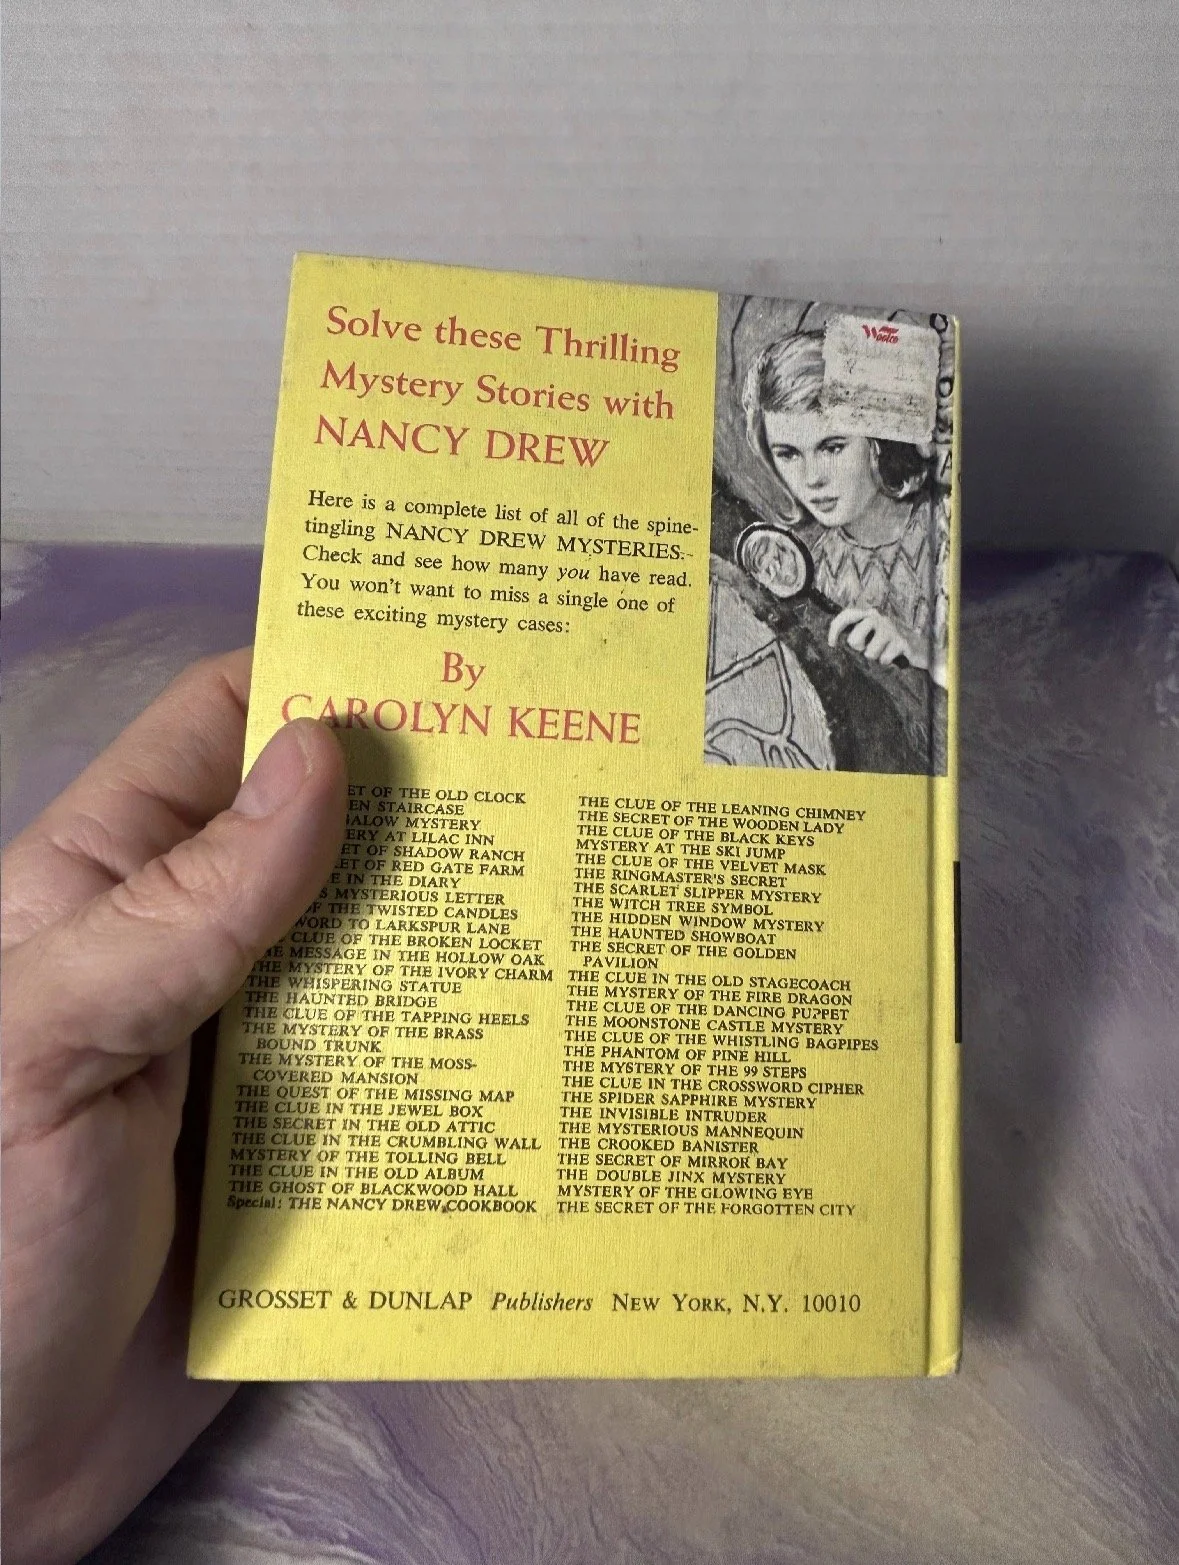 Solve these Thrilling
Mystery Stories with
NANCY DREW
Here is a complete list of all of the spine-
tingling NANCY DREW MYSTERIES.
Check and see how many you have read.
You won't want to miss a single one of
these exciting mystery cases:
By
CAROLYN KEENE
Woolco
OF THE OLD CLOCK
STAIRCASE
MYSTERY
AT LILAC INN
OF SHADOW RANCH
OF RED GATE FARM
IN THE DIARY
MYSTERIOUS LETTER
OF THE TWISTED CANDLES
TO LARKSPUR LANE
CLUE OF THE BROKEN LOCKET
MESSAGE IN THE HOLLOW OAK
THE MYSTERY OF THE IVORY CHARM
THE WHISPERING STATUE
THE HAUNTED BRIDGE
THE CLUE OF THE TAPPING HEELS
THE MYSTERY OF THE BRASS
BOUND TRUNK
THE MYSTERY OF THE MOSS-
COVERED MANSION
THE QUEST OF THE MISSING MAP
THE CLUE IN THE JEWEL BOX
THE SECRET IN THE OLD ATTIC
THE CLUE IN THE CRUMBLING WALL
MYSTERY OF THE TOLLING BELL
THE CLUE IN THE OLD ALBUM
THE GHOST OF BLACKWOOD HALL
Special: THE NANCY DREW COOKBOOK
THE CLUE OF THE LEANING CHIMNEY
THE SECRET OF THE WOODEN LADY
THE CLUE OF THE BLACK KEYS
MYSTERY AT THE SKI JUMP
THE CLUE OF THE VELVET MASK
THE RINGMASTER'S SECRET
THE SCARLET SLIPPER MYSTERY
THE WITCH TREE SYMBOL
THE HIDDEN WINDOW MYSTERY
THE HAUNTED SHOWBOAT
THE SECRET OF THE GOLDEN
PAVILION
THE CLUE IN THE OLD STAGECOACH
THE MYSTERY OF THE FIRE DRAGON
THE CLUE OF THE DANCING PUPPET
THE MOONSTONE CASTLE MYSTERY
THE CLUE OF THE WHISTLING BAGPIPES
THE PHANTOM OF PINE HILL
THE MYSTERY OF THE 99 STEPS
THE CLUE IN THE CROSSWORD CIPHER
THE SPIDER SAPPHIRE MYSTERY
THE INVISIBLE INTRUDER
THE MYSTERIOUS MANNEQUIN
THE CROOKED BANISTER
THE SECRET OF MIRROR BAY
THE DOUBLE JINX MYSTERY
MYSTERY OF THE GLOWING EYE
THE SECRET OF THE FORGOTTEN CITY
GROSSET & DUNLAP Publishers NEW YORK, N.Y. 10010